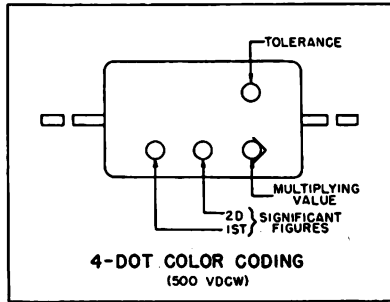 TOLERANCE
MULTIPLYING
VALUE
2D SIGNIFICANT
1ST FIGURES
4-DOT COLOR CODING
(500 VDCW)